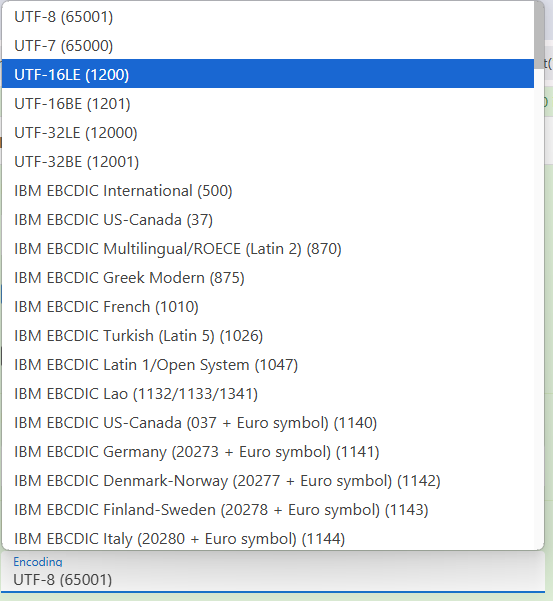 UTF-8 (65001)
UTF-7 (65000)
UTF-16LE (1200)
UTF-16BE (1201)
UTF-32LE (12000)
UTF-32BE (12001)
IBM EBCDIC International (500)
IBM EBCDIC US-Canada (37)
IBM EBCDIC Multilingual/ROECE (Latin 2) (870)
IBM EBCDIC Greek Modern (875)
IBM EBCDIC French (1010)
IBM EBCDIC Turkish (Latin 5) (1026)
IBM EBCDIC Latin 1/Open System (1047)
IBM EBCDIC Lao (1132/1133/1341)
IBM EBCDIC US-Canada (037 + Euro symbol) (1140)
IBM EBCDIC Germany (20273 + Euro symbol) (1141)
IBM EBCDIC Denmark-Norway (20277 + Euro symbol) (1142)
IBM EBCDIC Finland-Sweden (20278 + Euro symbol) (1143)
IBM EBCDIC Italy (20280 + Euro symbol) (1144)
Encoding
UTF-8 (65001)